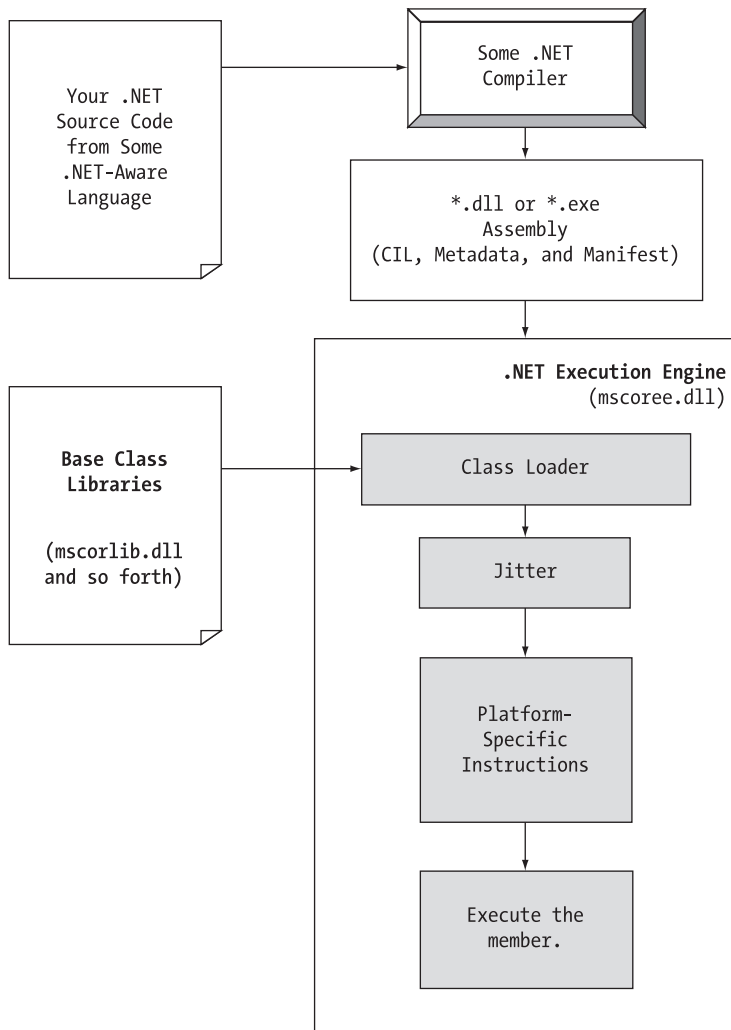 Your .NET
Source Code
from Some
.NET-Aware
Language
Some .NET
Compiler
*.dll or *.exe
Assembly
(CIL, Metadata, and Manifest)
.NET Execution Engine
(mscoree.dll)
Base Class
Libraries
(mscorlib.dll
and so forth)
Class Loader
Jitter
Platform-
Specific
Instructions
Execute the
member.